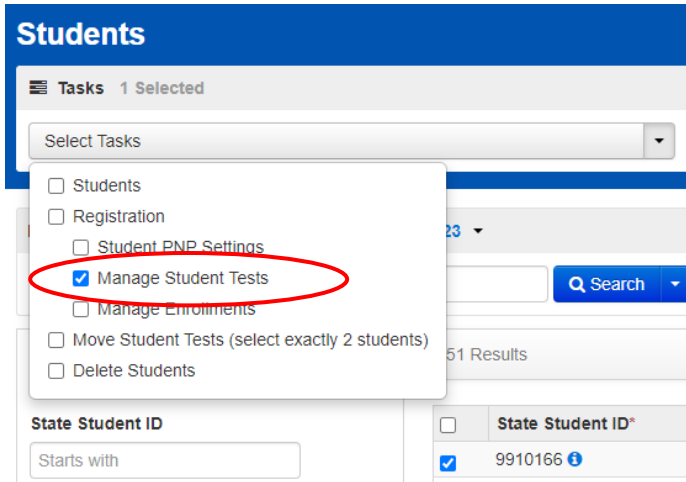 Students
Tasks 1 Selected
Select Tasks
Students
Registration
Student PNP Settings
Manage Student Tests
Manage Enrollments
Move Student Tests (select exactly 2 students)
Delete Students
23
Search
51 Results
State Student ID
Starts with
State Student ID*
9910166